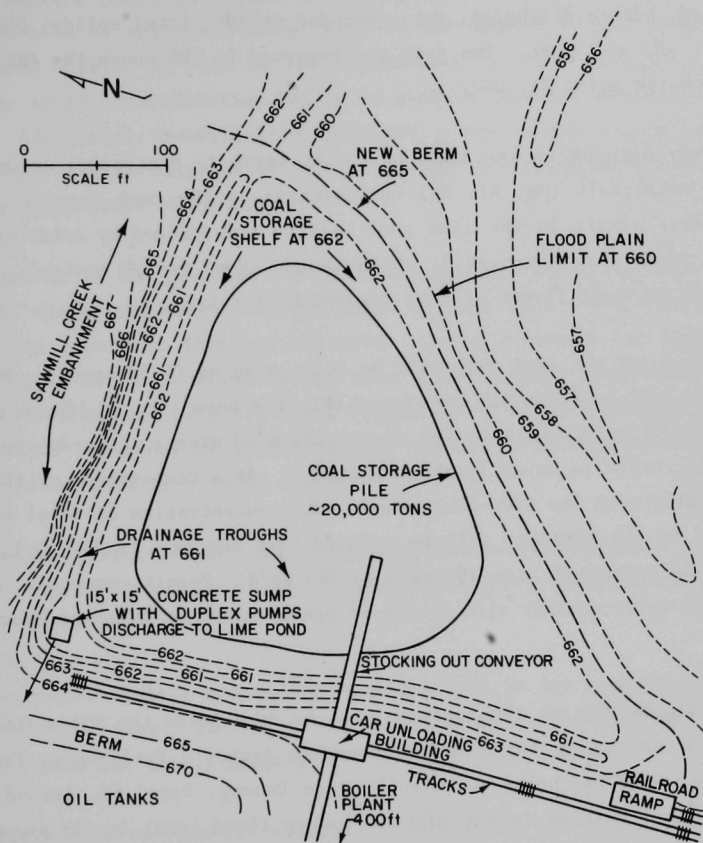 N
0 100
SCALE ft
662
661
660
663
664
665
667
666
662
661
661
662
656
656
NEW BERM
AT 665
COAL
STORAGE
SHELF AT 662
662
FLOOD PLAIN
LIMIT AT 660
SAWMILL CREEK
EMBANKMENT
657
657
658
659
660
COAL STORAGE
PILE
~20,000 TONS
DRAINAGE TROUGHS
AT 661
15'x15' CONCRETE SUMP
WITH DUPLEX PUMPS
DISCHARGE TO LIME POND
662
662
STOCKING OUT CONVEYOR
663
662
661
661
664
CAR UNLOADING
BUILDING
663
661
BERM
665
670
OIL TANKS
BOILER
PLANT
400ft
TRACKS
RAILROAD
RAMP